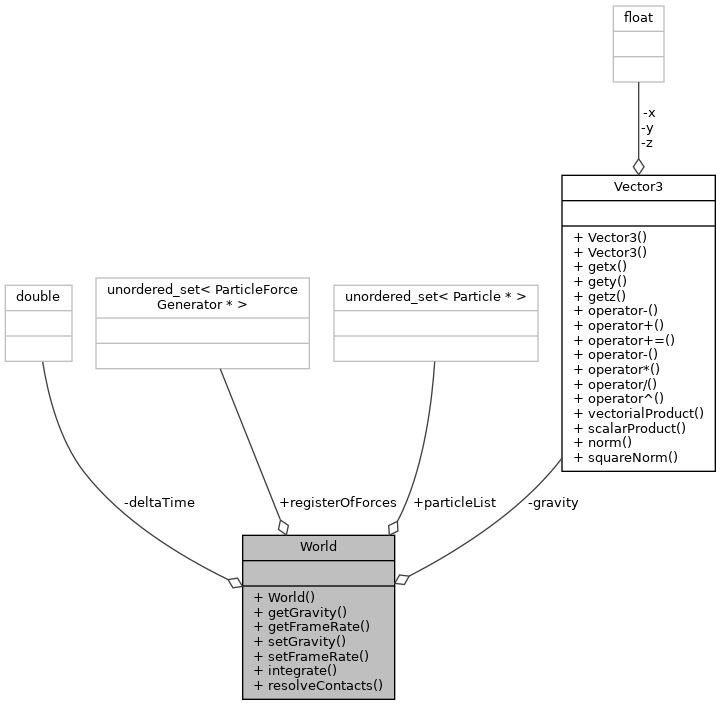 float
-x
-y
-z
Vector3
+ Vector3()
+ Vector3()
+ getx()
+ gety()
+ getz()
+ operator-()
+ operator+()
+ operator+=()
+ operator-()
+ operator*()
+ operator/()
+ operator^()
+ vectorialProduct()
+ scalarProduct()
+ norm()
+ squareNorm()
double
unordered_set< ParticleForce
Generator * >
unordered_set< Particle * >
-deltaTime
+registerOfForces
+particleList
-gravity
World
+ World()
+ getGravity()
+ getFrameRate()
+ setGravity()
+ setFrameRate()
+ integrate()
+ resolveContacts()